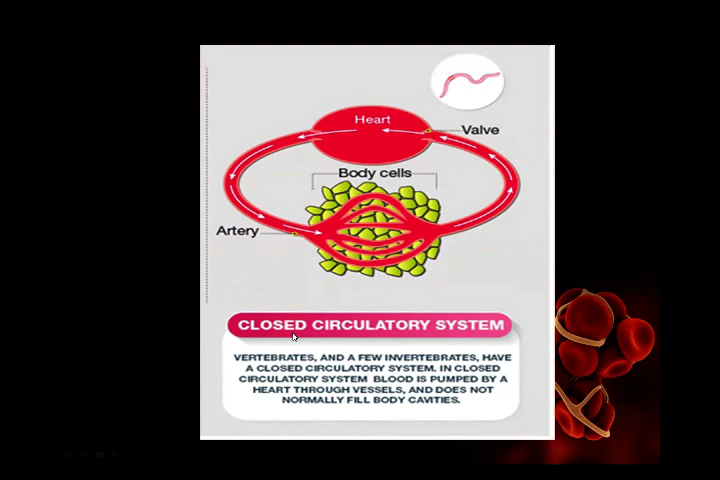 Heart
Valve
Body cells
Artery
CLOSED CIRCULATORY SYSTEM
VERTEBRATES, AND A FEW INVERTEBRATES, HAVE
A CLOSED CIRCULATORY SYSTEM. IN CLOSED
CIRCULATORY SYSTEM BLOOD IS PUMPED BY A
HEART THROUGH VESSELS, AND DOES NOT
NORMALLY FILL BODY CAVITIES.